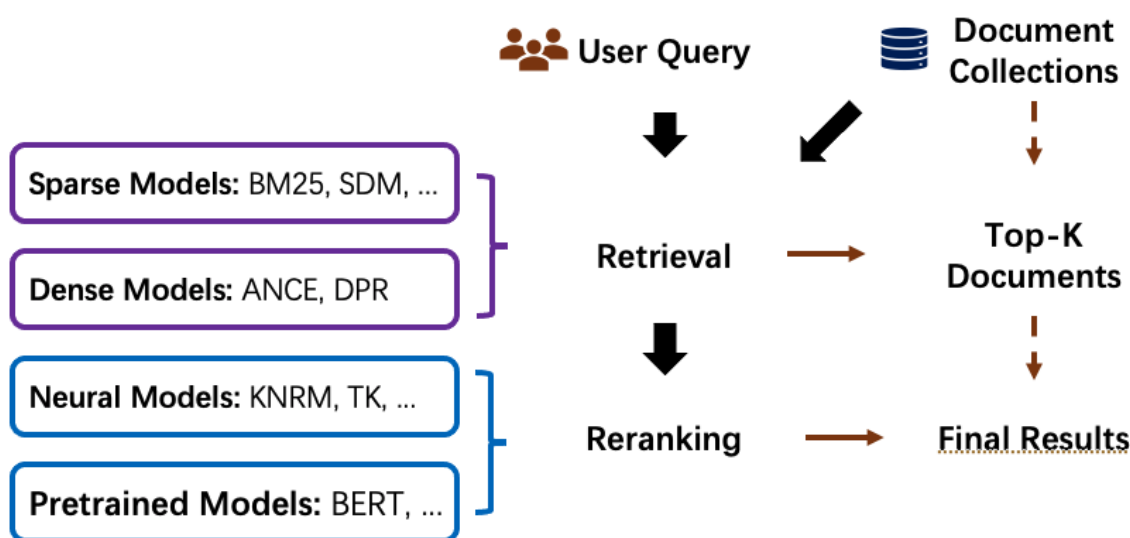 User Query
Document
Collections
Sparse Models: BM25, SDM, ...
Dense Models: ANCE, DPR
Retrieval
Top-K
Documents
Neural Models: KNRM, TK, ...
Reranking
Final Results
Pretrained Models: BERT, ...